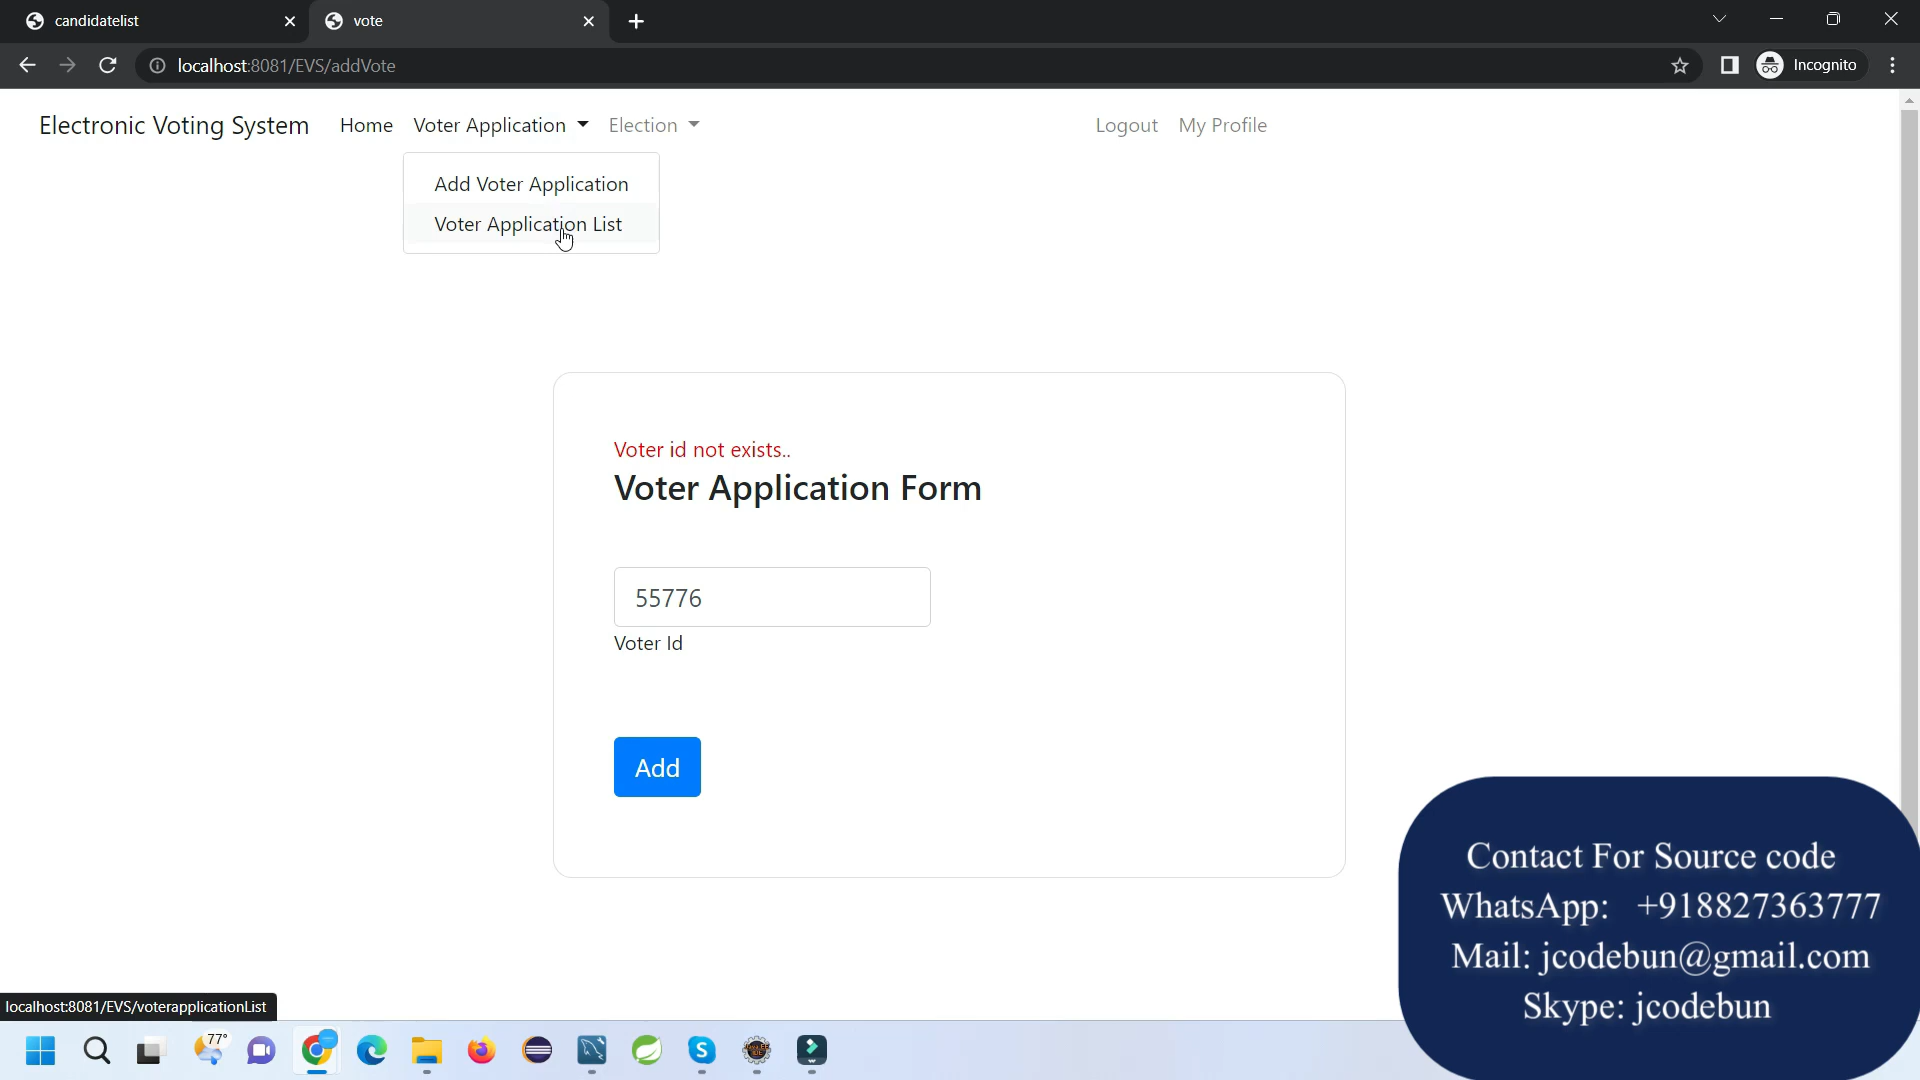 candidatelist
vote
localhost:8081/EVS/addVote
Incognito
Electronic Voting System
Home
Voter Application
Election
Logout
My Profile
Add Voter Application
Voter Application List
Voter id not exists..
Voter Application Form
55776
Voter Id
Add
Contact For Source code
WhatsApp: +918827363777
Mail: jcodebun@gmail.com
Skype: jcodebun
localhost:8081/EVS/voterapplicationList
77°